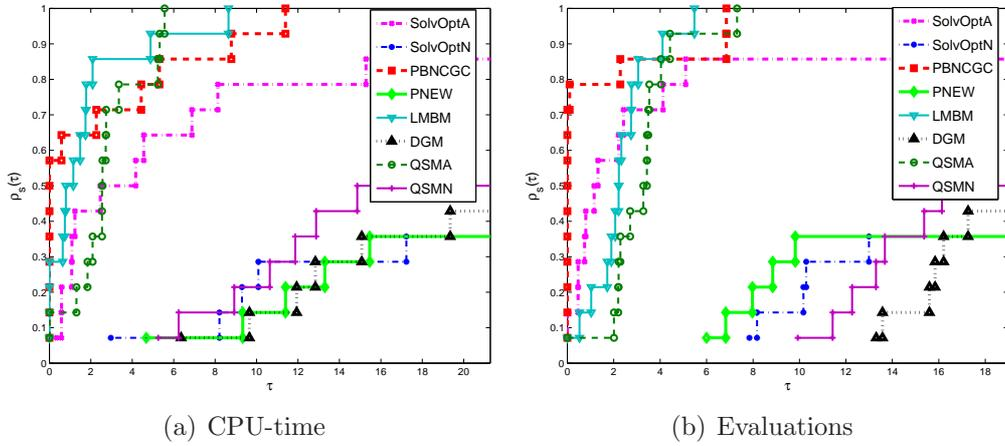 1
0.9
0.8
0.7
0.6
0.5
0.4
0.3
0.2
0.1
0
ρs(τ)
0 2 4 6 8 10 12 14 16 18 20
τ
SolvOptA
SolvOptN
PBNCGC
PNEW
LMBM
DGM
QSMA
QSMN
(a) CPU-time
1
0.9
0.8
0.7
0.6
0.5
0.4
0.3
0.2
0.1
0
ρs(τ)
0 2 4 6 8 10 12 14 16 18
τ
SolvOptA
SolvOptN
PBNCGC
PNEW
LMBM
DGM
QSMA
QSMN
(b) Evaluations